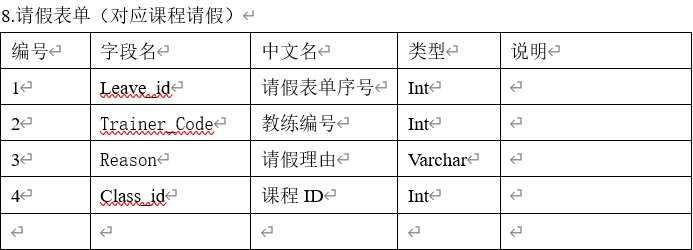 8.请假表单（对应课程请假）
编号 字段名 中文名 类型 说明
1 Leave_id 请假表单序号 Int
2 Trainer_Code 教练编号 Int
3 Reason 请假理由 Varchar
4 Class_id 课程 ID Int